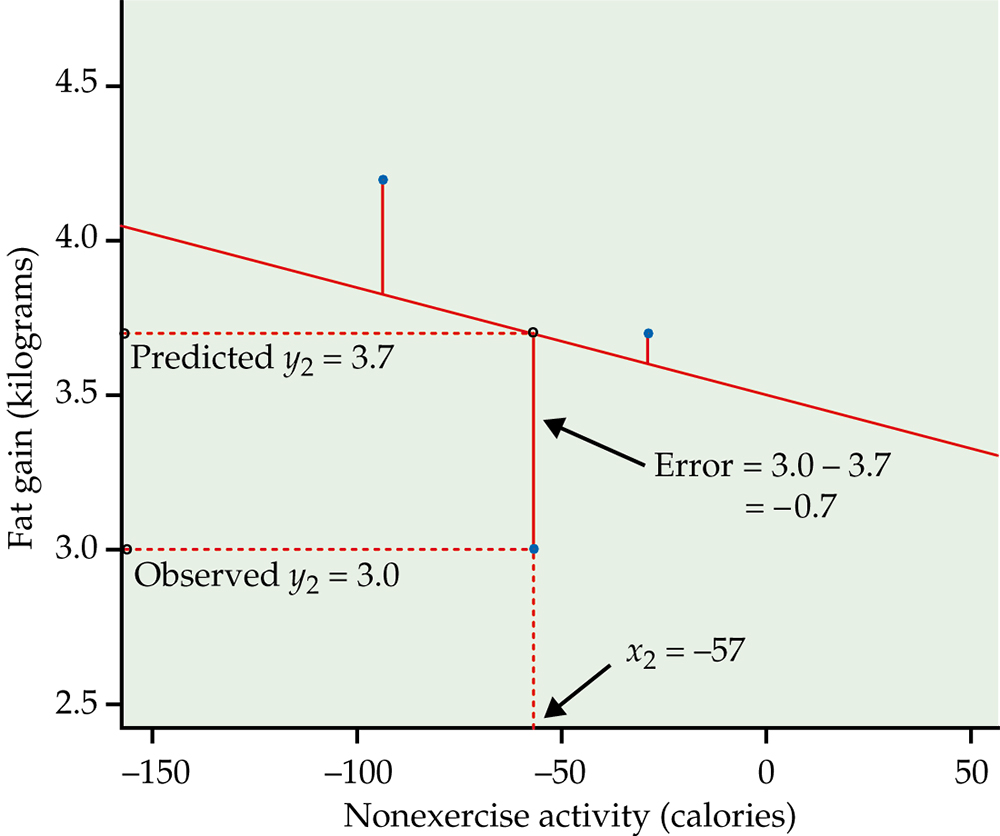 4.5
4.0
Predicted y₂ = 3.7
3.5
Error = 3.0 – 3.7
= –0.7
3.0
Observed y₂ = 3.0
x₂ = –57
2.5
–150 –100 –50 0 50
Nonexercise activity (calories)
Fat gain (kilograms)